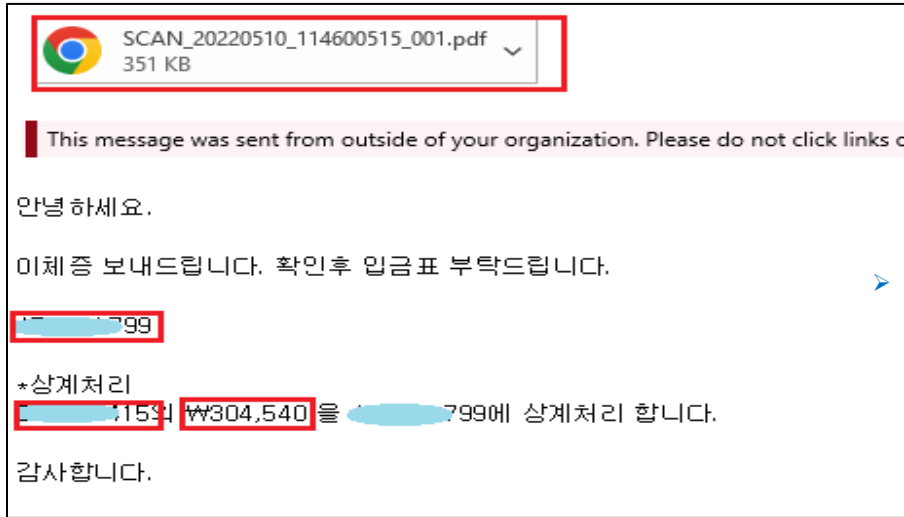 SCAN_20220510_114600515_001.pdf
351 KB
This message was sent from outside of your organization. Please do not click links
안녕하세요.
이체증 보내드립니다. 확인후 입금표 부탁드립니다.
799
*상계처리
415의 ₩304,540 을 799에 상계처리 합니다.
감사합니다.